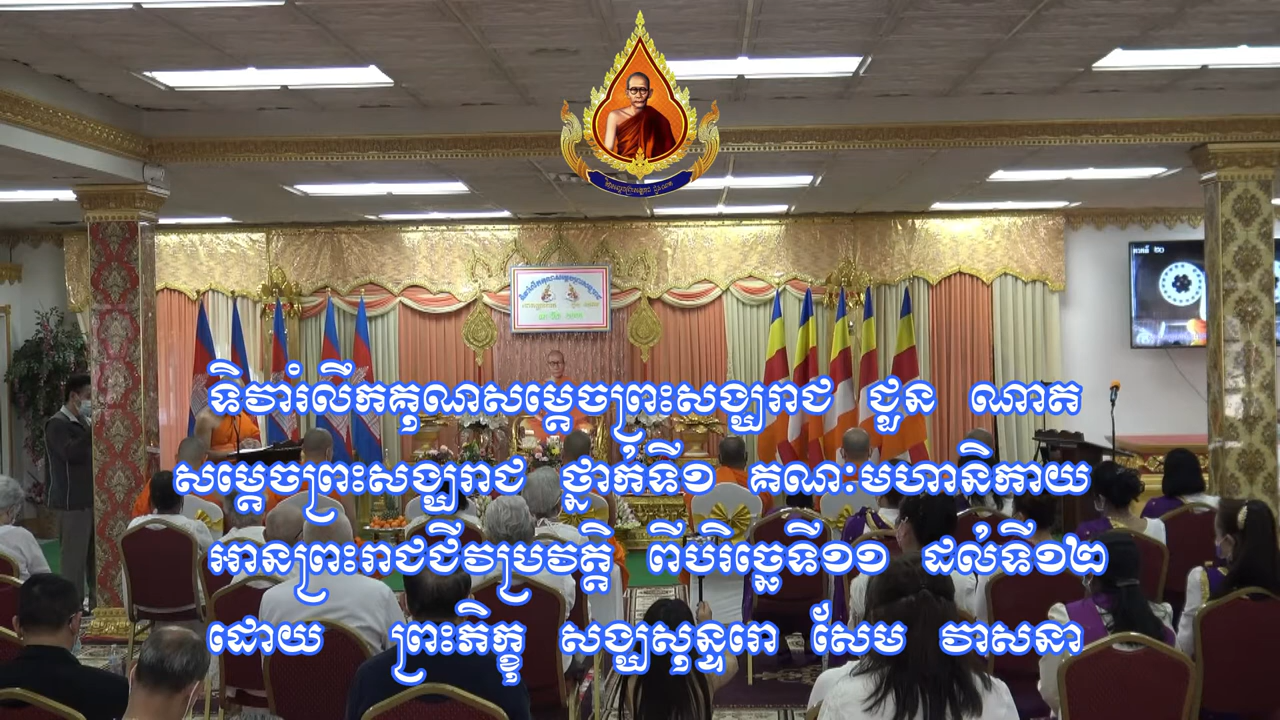 ទិវារំលឹកគុណសម្តេចព្រះសង្ឃរាជ ជួន ណាត
សម្តេចព្រះសង្ឃរាជ ថ្នាក់ទី១ គណៈមហានិកាយ
អានព្រះរាជជីវប្រវត្តិ ពីបរិច្ឆេទី១១ ដល់ទី១២
ដោយ ព្រះភិក្ខុ សង្ឃសុន្ទរោ សែម វាសនា